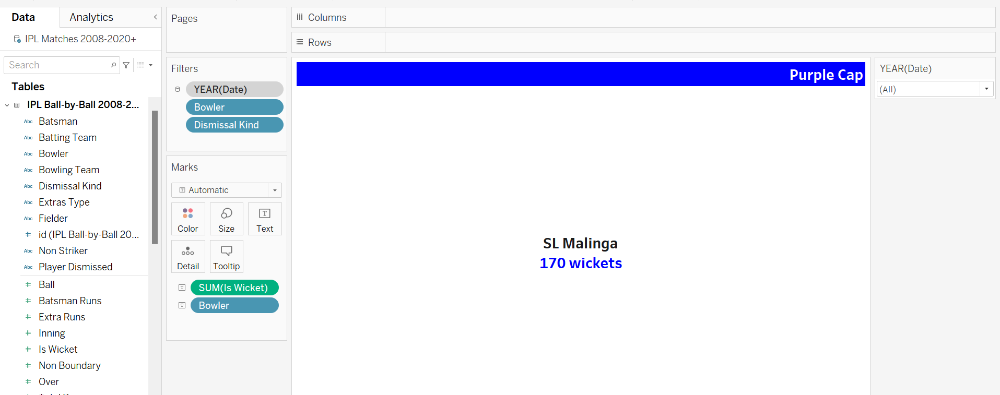 Data
Analytics
IPL Matches 2008-2020+
Search
Tables
IPL Ball-by-Ball 2008-2...
Abc Batsman
Abc Batting Team
Abc Bowler
Abc Bowling Team
Abc Dismissal Kind
Abc Extras Type
Abc Fielder
# id (IPL Ball-by-Ball 20...
Abc Non Striker
Abc Player Dismissed
# Ball
# Batsman Runs
# Extra Runs
# Inning
# Is Wicket
# Non Boundary
# Over
Pages
Filters
YEAR(Date)
Bowler
Dismissal Kind
Marks
T Automatic
Color
Size
T Text
Detail
Tooltip
T SUM(Is Wicket)
T Bowler
Columns
Rows
Purple Cap
SL Malinga
170 wickets
YEAR(Date)
(All)